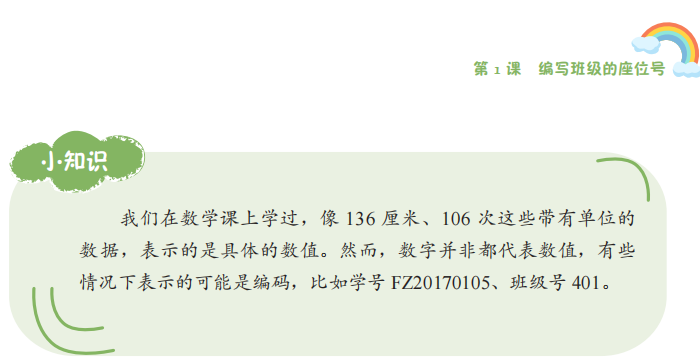 第1课 编写班级的座位号
小知识
我们在数学课上学过，像 136 厘米、106 次这些带有单位的
数据，表示的是具体的数值。然而，数字并非都代表数值，有些
情况下表示的可能是编码，比如学号 FZ20170105、班级号 401。